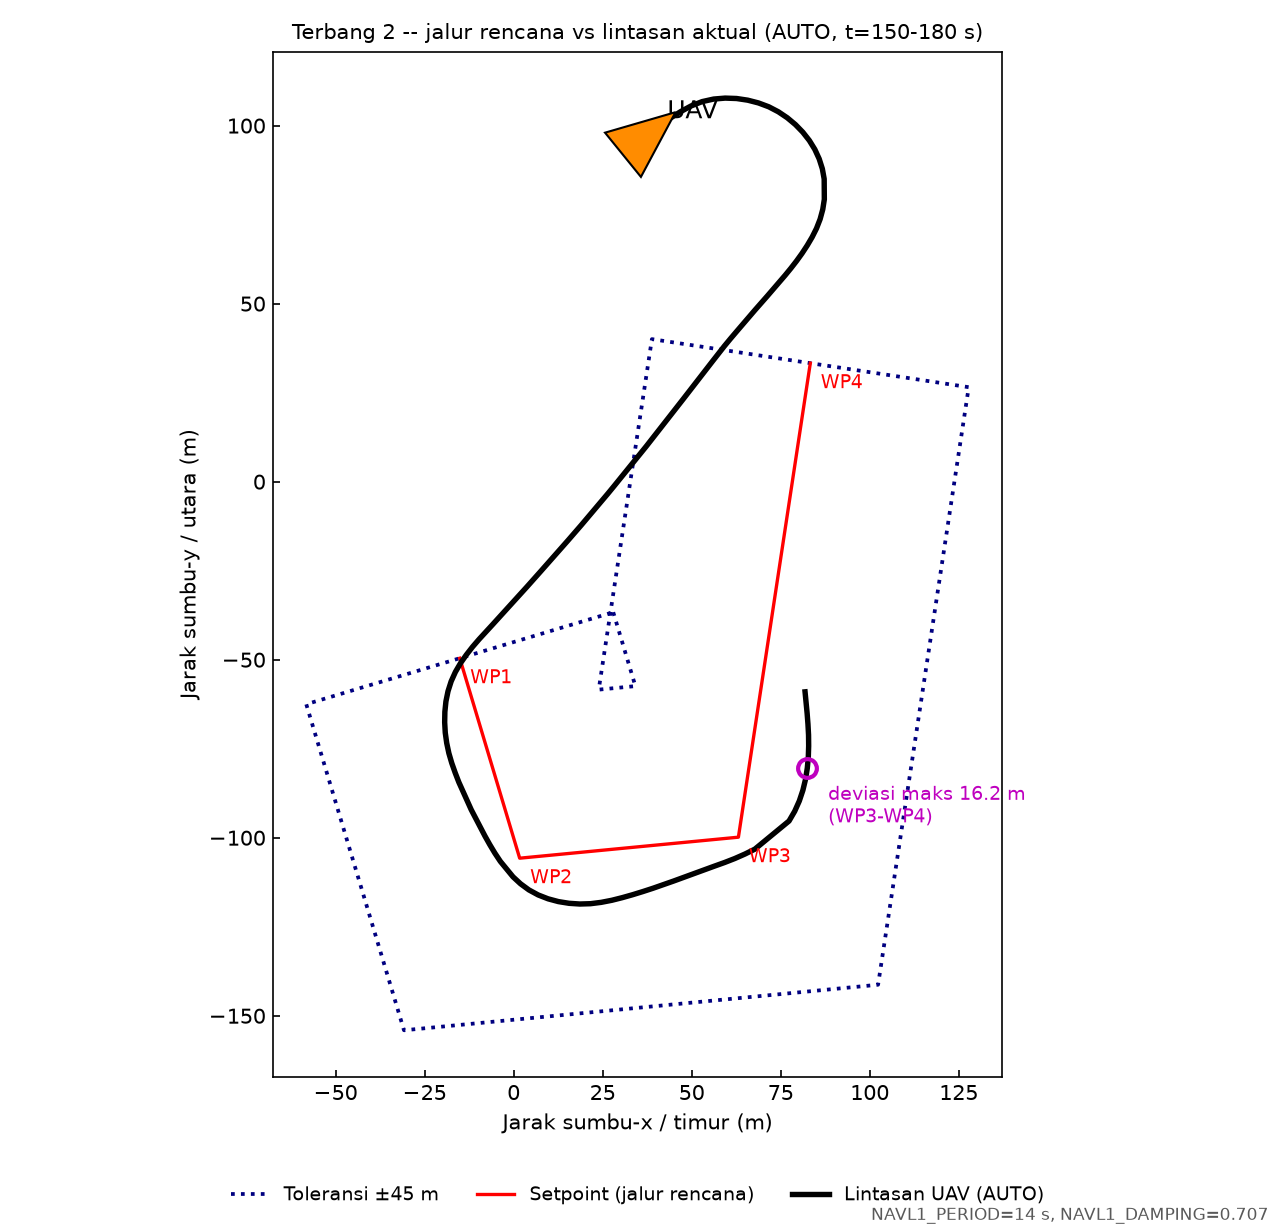 Terbang 2 -- jalur rencana vs lintasan aktual (AUTO, t=150-180 s)
UAV
100
50
0
−50
−100
−150
Jarak sumbu-y / utara (m)
WP4
WP1
deviasi maks 16.2 m
(WP3-WP4)
WP3
WP2
−50
−25
0
25
50
75
100
125
Jarak sumbu-x / timur (m)
Toleransi ±45 m
Setpoint (jalur rencana)
Lintasan UAV (AUTO)
NAVL1_PERIOD=14 s, NAVL1_DAMPING=0.707